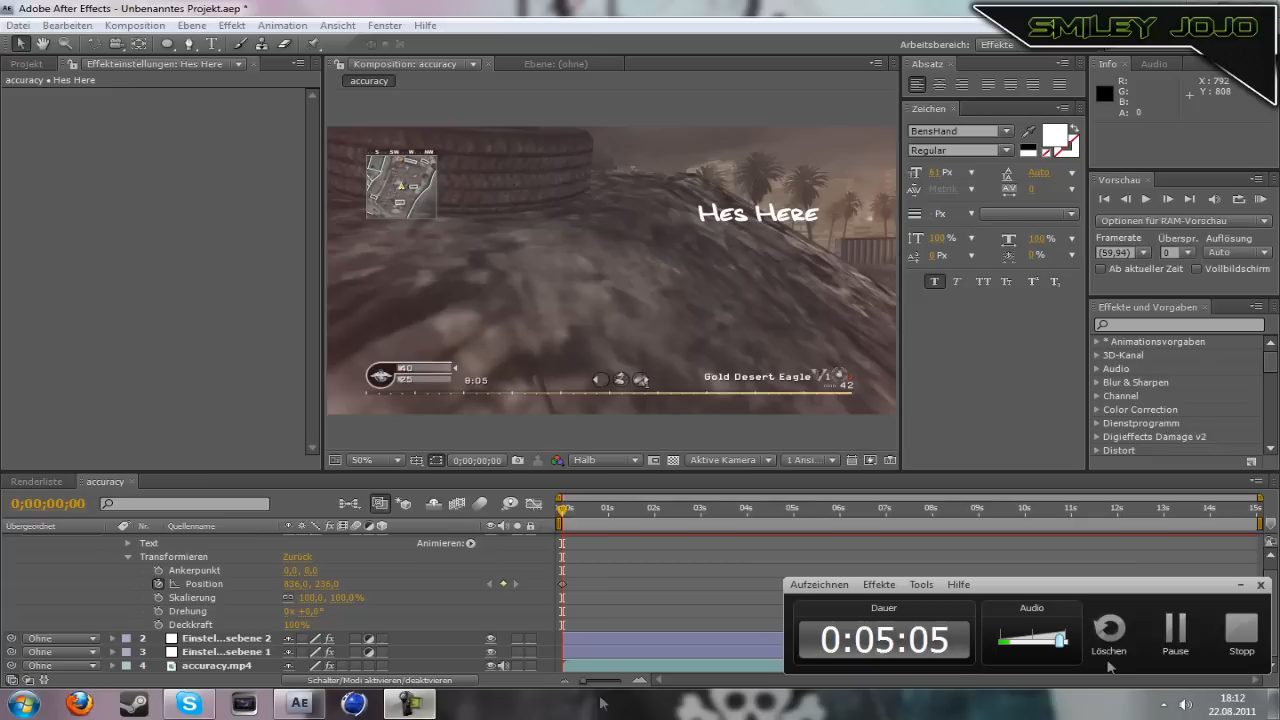 Adobe After Effects - Unbenanntes Projekt.aep *
Datei Bearbeiten Komposition Ebene Effekt Animation Ansicht Fenster Hilfe
SMILEY JOJO
Arbeitsbereich: Effekte
Projekt Effekteinstellungen: Hes Here
accuracy • Hes Here
Komposition: accuracy Ebene: (ohne)
accuracy
S SW W NW
Hes Here
40
25
8:05
Gold Desert Eagle
1
42
50% 0;00;00;00 Halb Aktive Kamera 1 Ansi...
Absatz
Zeichen
BensHand
Regular
61 Px Auto
Metrik 0
Px
100 % 100 %
0 Px 0 %
T T TT Tr T¹ T,
Info Audio
R: X : 792
G: Y : 808
B:
A: 0
Vorschau
Optionen für RAM-Vorschau
Framerate Überspr. Auflösung
(59,94) 0 Auto
Ab aktueller Zeit Vollbildschirm
Effekte und Vorgaben
* Animationsvorgaben
3D-Kanal
Audio
Blur & Sharpen
Channel
Color Correction
Dienstprogramm
Digieffects Damage v2
Distort
Renderliste accuracy
0;00;00;00
Übergeordnet Nr. Quellenname
01s 02s 03s 04s 05s 06s 07s 08s 09s 10s 11s 12s 13s 14s 15s
Text Animieren:
Transformieren Zurück
Ankerpunkt 0,0, 0,0
Position 836,0, 236,0
Skalierung 100,0, 100,0%
Drehung 0x +0,0°
Deckkraft 100%
Ohne 2 Einstel...sebene 2
Ohne 3 Einstel...sebene 1
Ohne 4 accuracy.mp4
Schalter/Modi aktivieren/deaktivieren
Aufzeichnen Effekte Tools Hilfe
Dauer
0:05:05
Audio
Löschen Pause Stopp
AE
18:12
22.08.2011